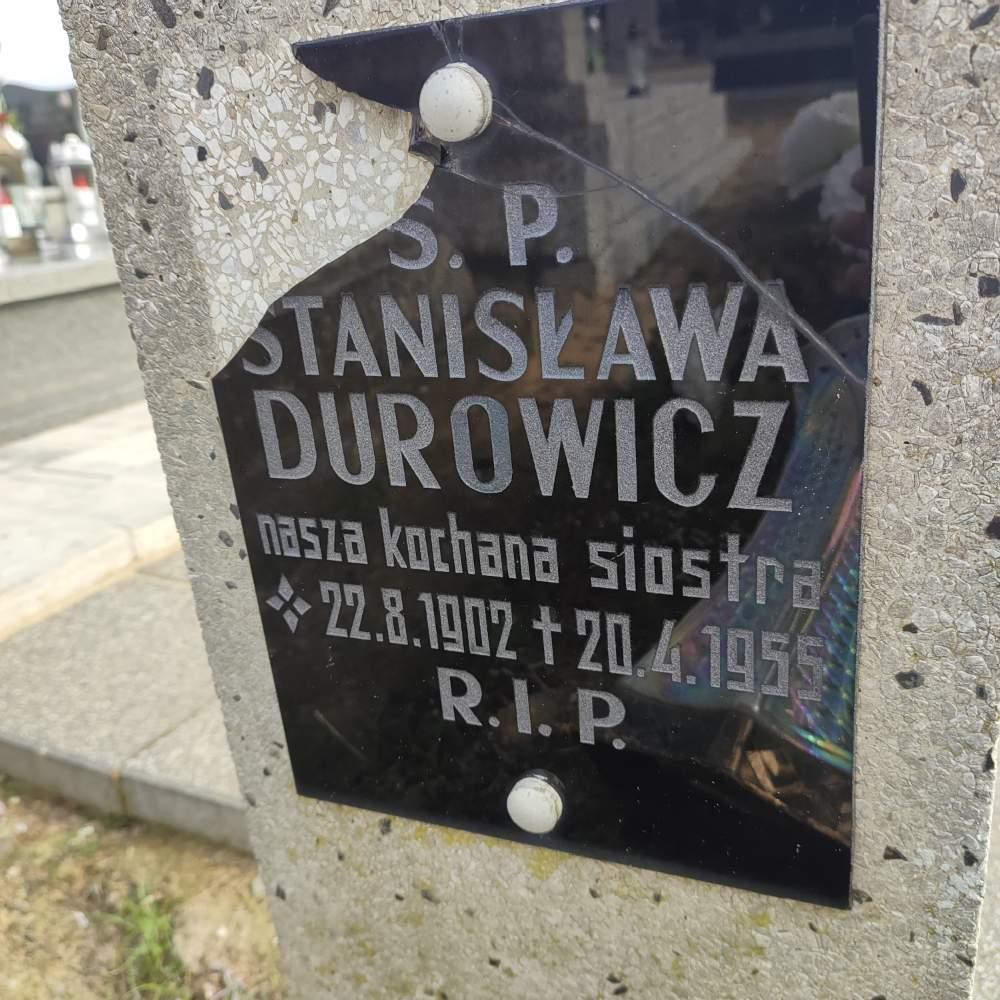 Ś. P.
STANISŁAWA
DUROWICZ
nasza kochana siostra
22.8.1902 † 20.4.1955
R.I.P.